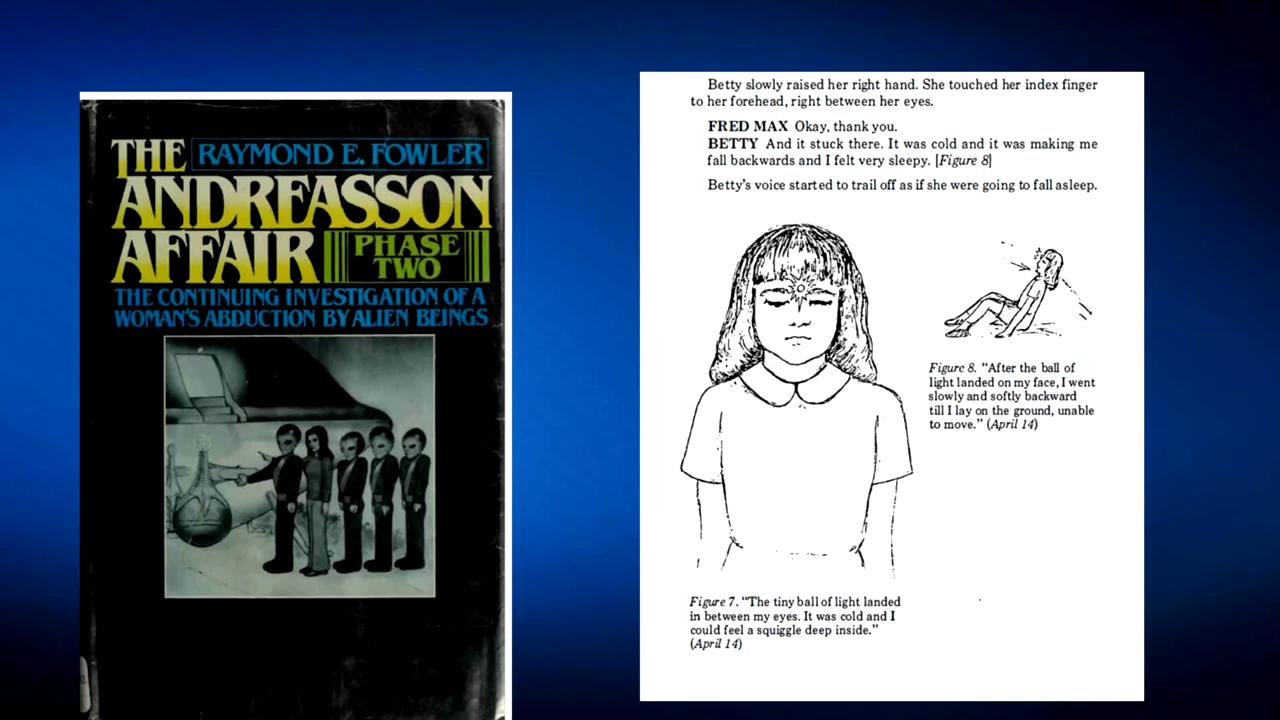 THE RAYMOND E. FOWLER
ANDREASSON
AFFAIR PHASE
TWO
THE CONTINUING INVESTIGATION OF A
WOMAN'S ABDUCTION BY ALIEN BEINGS
Betty slowly raised her right hand. She touched her index finger
to her forehead, right between her eyes.
FRED MAX Okay, thank you.
BETTY And it stuck there. It was cold and it was making me
fall backwards and I felt very sleepy. [Figure 8]
Betty's voice started to trail off as if she were going to fall asleep.
Figure 8. "After the ball of
light landed on my face, I went
slowly and softly backward
till I lay on the ground, unable
to move." (April 14)
Figure 7. "The tiny ball of light landed
in between my eyes. It was cold and I
could feel a squiggle deep inside."
(April 14)